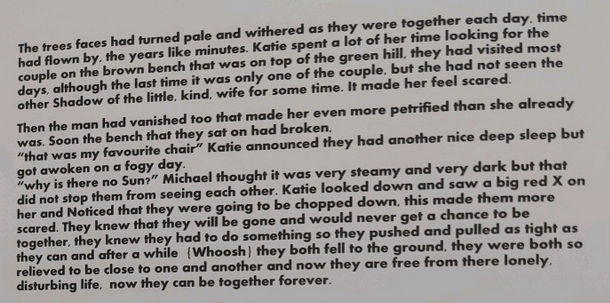 The trees faces had turned pale and withered as they were together each day. time
had flown by, the years like minutes. Katie spent a lot of her time looking for the
couple on the brown bench that was on top of the green hill. they had visited most
days, although the last time it was only one of the couple. but she had not seen the
other Shadow of the little, kind, wife for some time. It made her feel scared.
Then the man had vanished too that made her even more petrified than she already
was. Soon the bench that they sat on had broken.
“that was my favourite chair” Katie announced they had another nice deep sleep but
got awoken on a fogy day.
“why is there no Sun?” Michael thought it was very steamy and very dark but that
did not stop them from seeing each other. Katie looked down and saw a big red X on
her and Noticed that they were going to be chopped down, this made them more
scared. They knew that they will be gone and would never get a chance to be
together, they knew they had to do something so they pushed and pulled as tight as
they can and after a while (Whoosh) they both fell to the ground, they were both so
relieved to be close to one and another and now they are free from there lonely.
disturbing life, now they can be together forever.